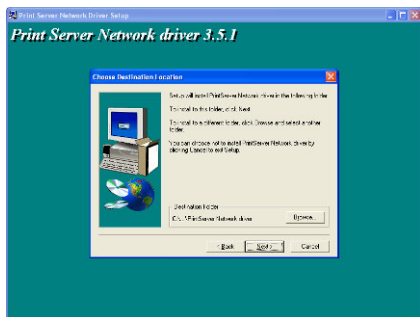 Print Server Network Driver Setup
Print Server Network driver 3.5.1
Choose Destination Location
Setup will install PrintServer Network driver in the following folder.
To install to this folder, click Next.
To install to a different folder, click Browse and select another
folder.
You can choose not to install PrintServer Network driver by
clicking Cancel to exit Setup.
Destination Folder
C:\...\PrintServer Network driver
Browse...
< Back
Next >
Cancel